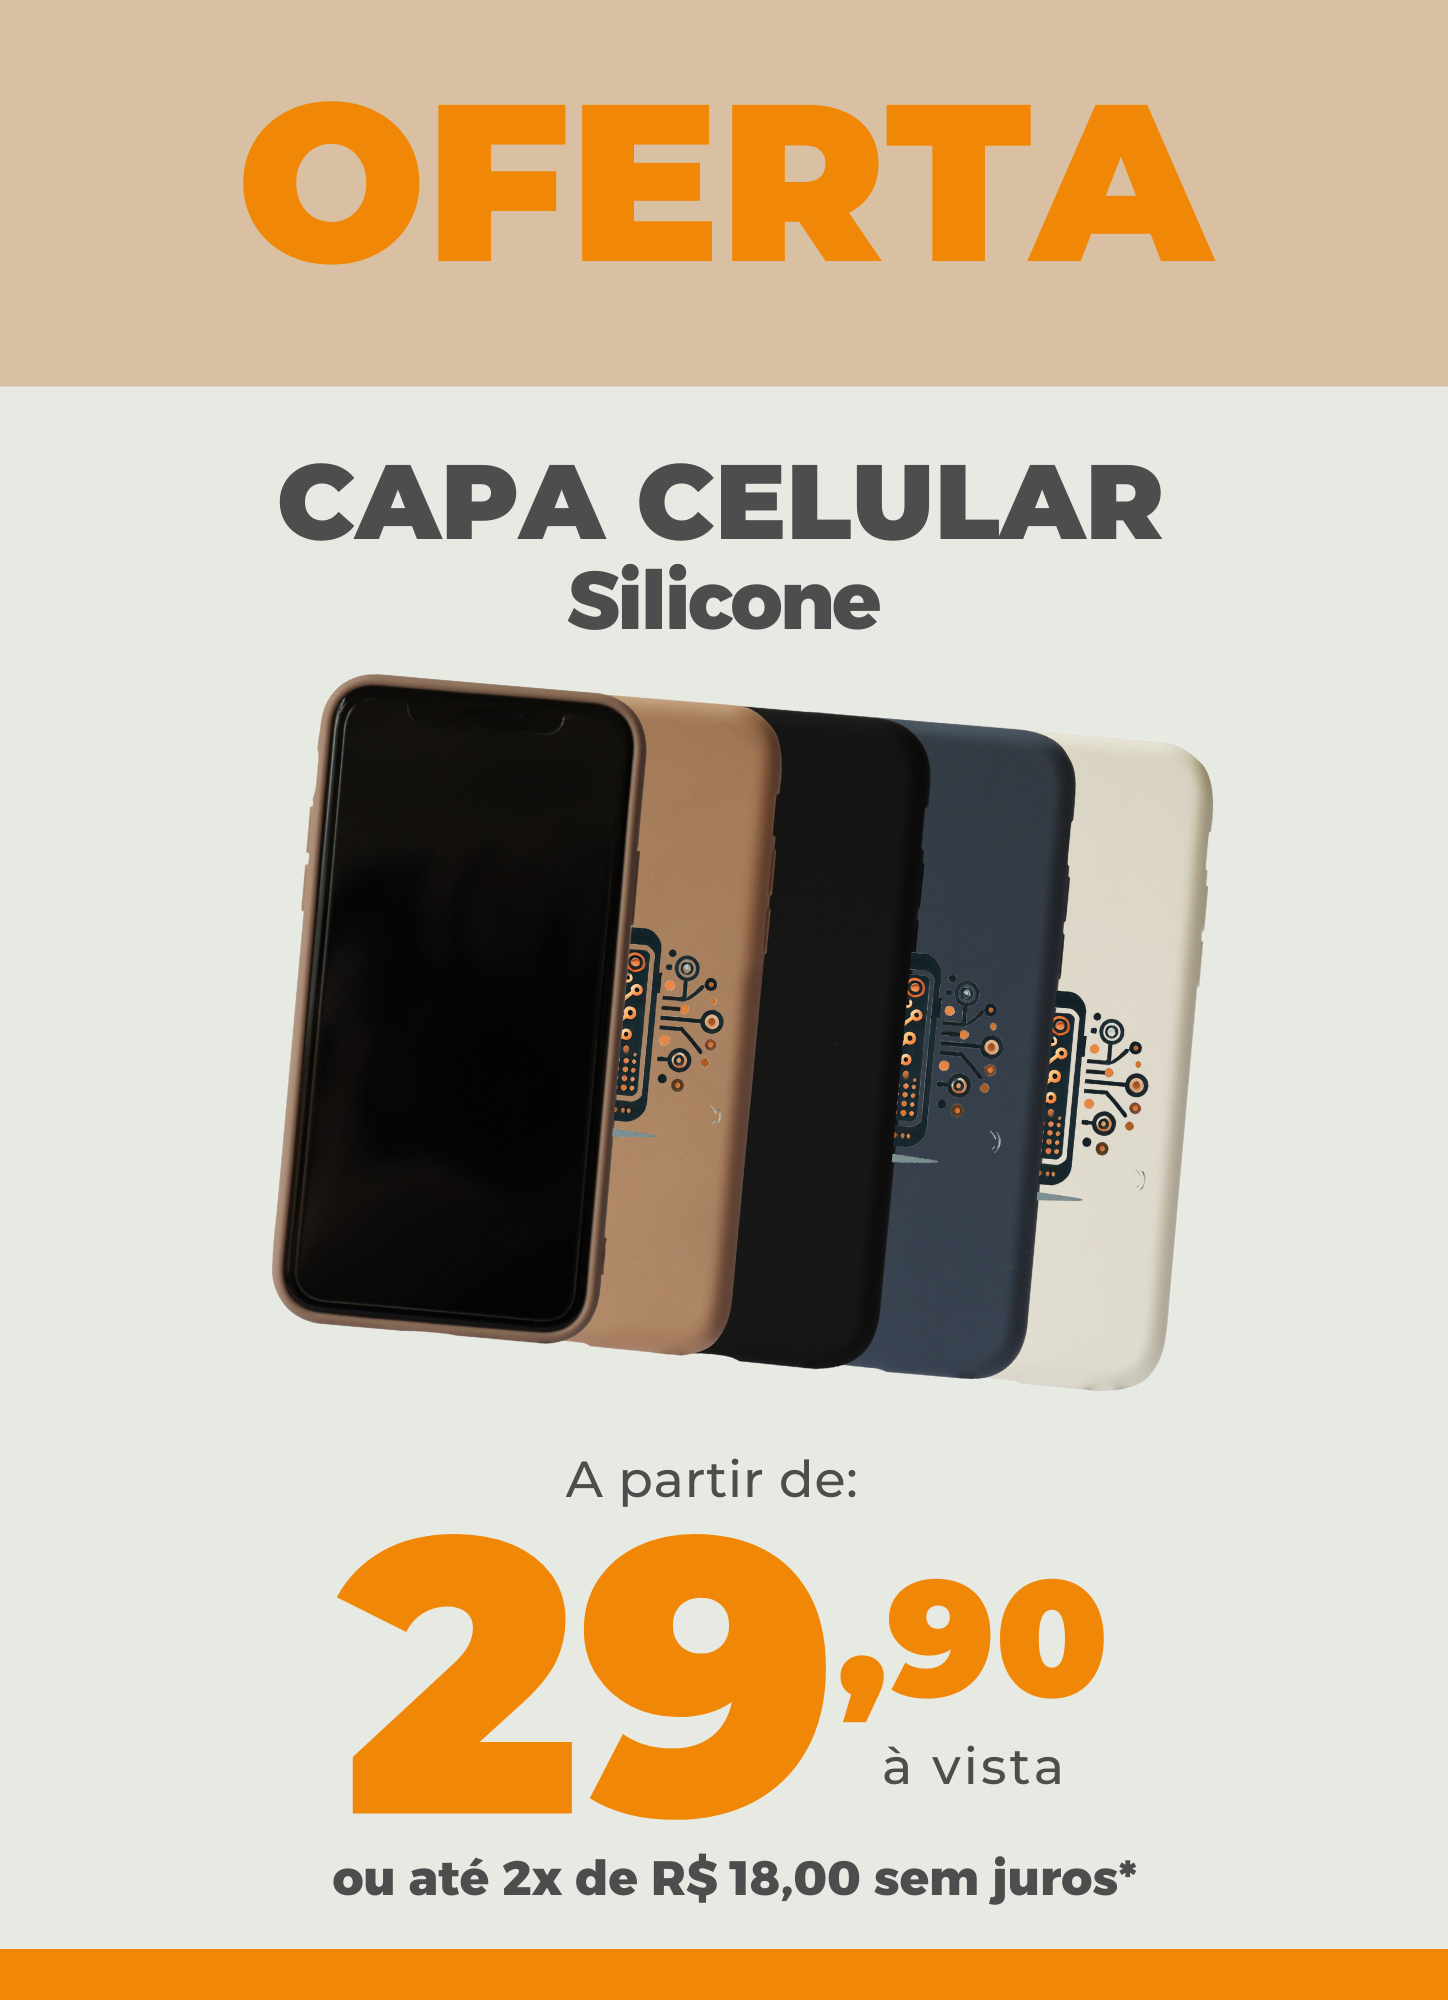 OFERTA
CAPA CELULAR
Silicone
A partir de:
29,90
à vista
ou até 2x de R$ 18,00 sem juros*